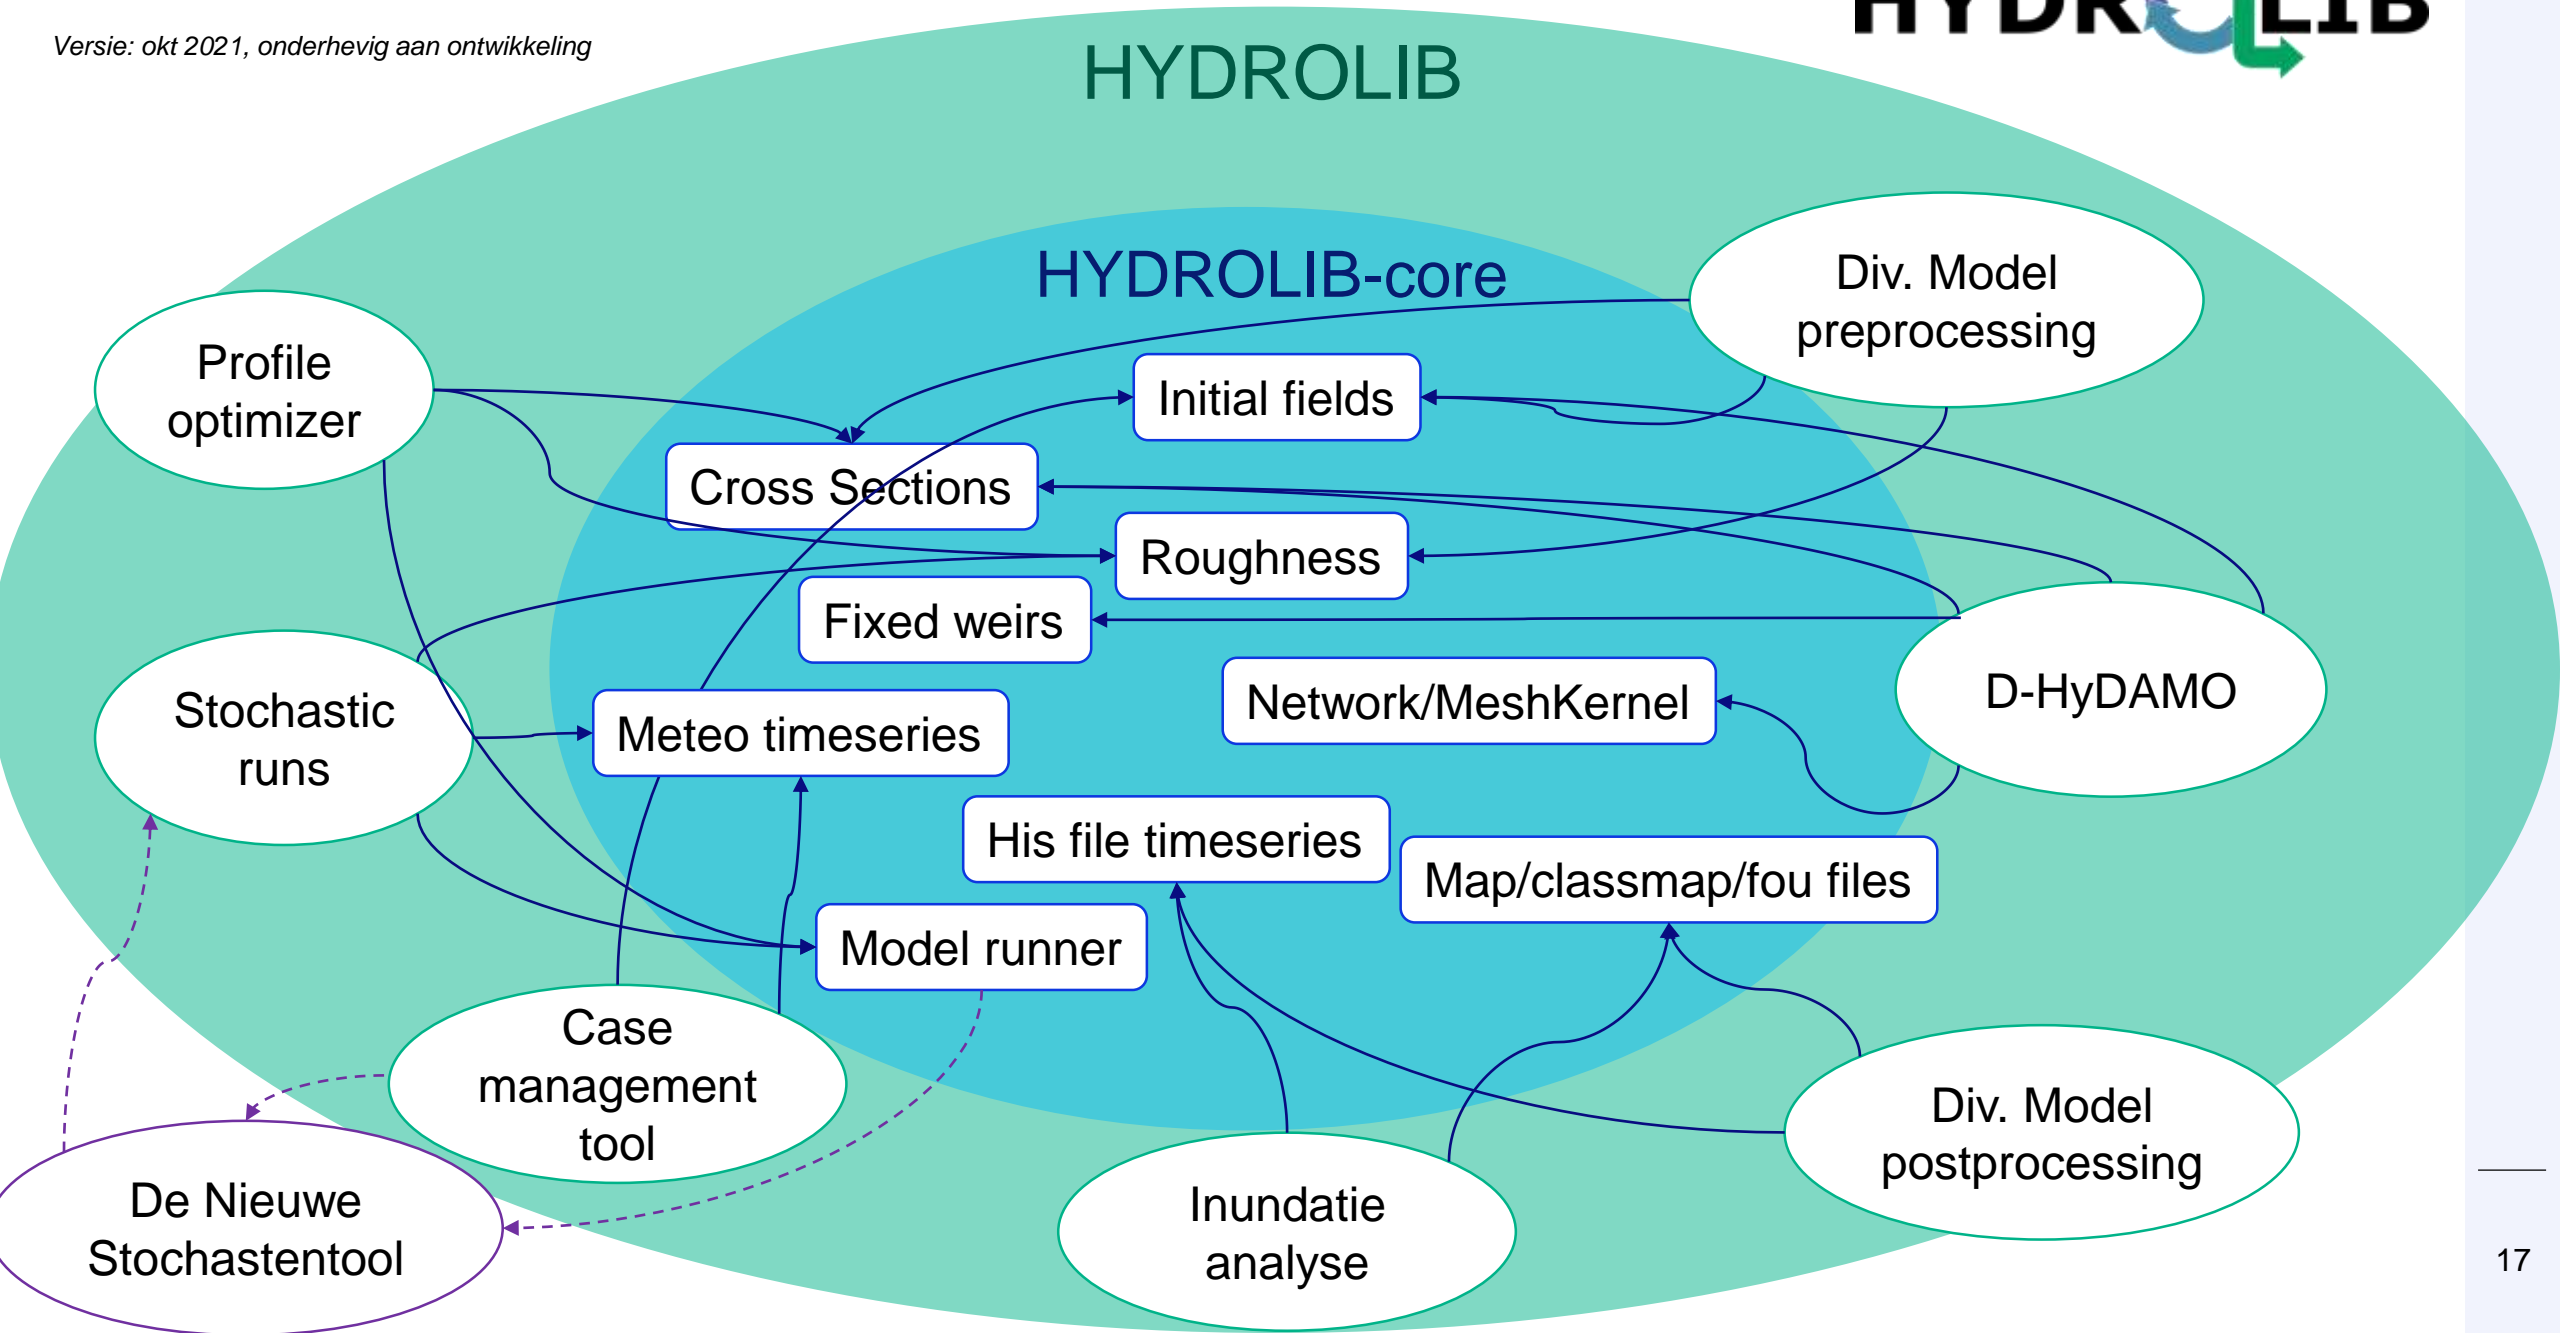 HYDROLIB
Versie: okt 2021, onderhevig aan ontwikkeling
HYDROLIB
HYDROLIB-core
Div. Model
preprocessing
Profile
optimizer
Initial fields
Cross Sections
Roughness
Fixed weirs
Stochastic
runs
Meteo timeseries
Network/MeshKernel
D-HyDAMO
His file timeseries
Map/classmap/fou files
Model runner
Case
management
tool
Div. Model
postprocessing
De Nieuwe
Stochastentool
Inundatie
analyse
17